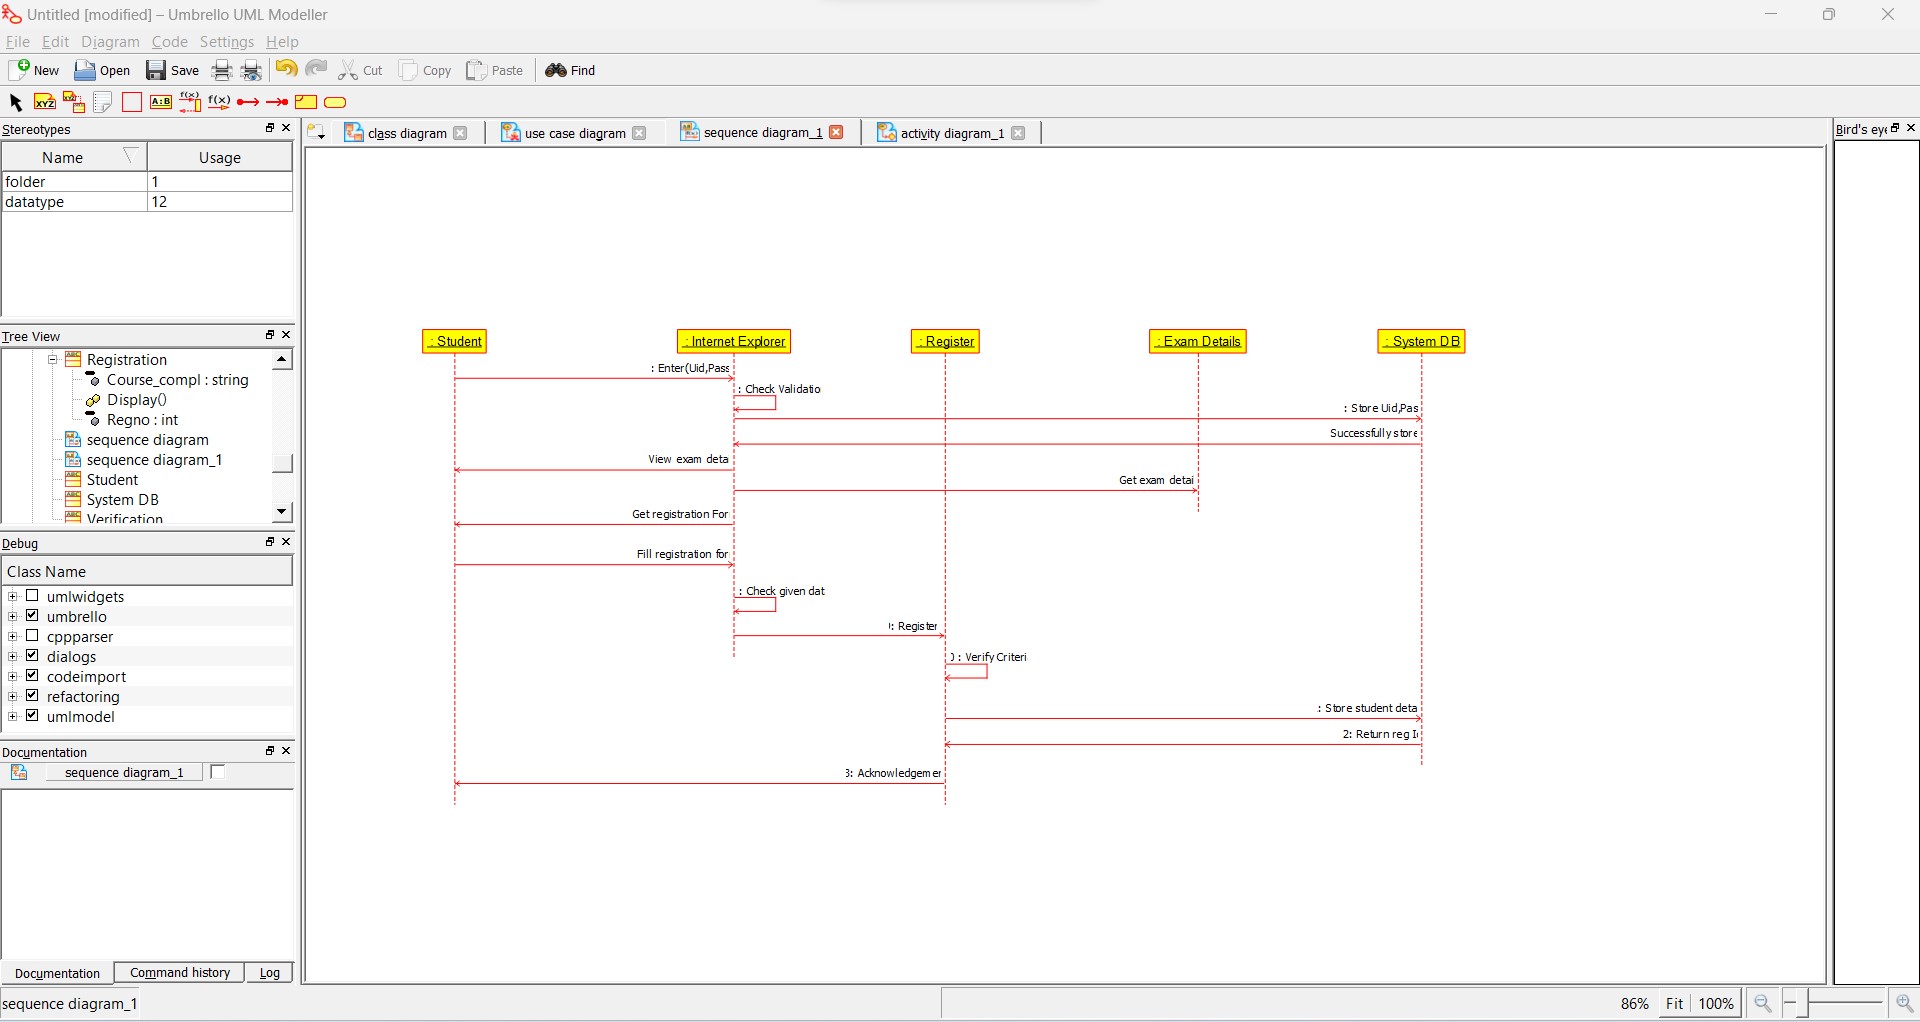 Untitled [modified] – Umbrello UML Modeller
File Edit Diagram Code Settings Help
New Open Save Cut Copy Paste Find
XYZ A:B f(x) f(x)
Stereotypes
Name Usage
folder 1
datatype 12
Tree View
Registration
Course_compl : string
Display()
Regno : int
sequence diagram
sequence diagram_1
Student
System DB
Verification
Debug
Class Name
umlwidgets
umbrello
cppparser
dialogs
codeimport
refactoring
umlmodel
Documentation
sequence diagram_1
Documentation Command history Log
class diagram use case diagram sequence diagram_1 activity diagram_1
: Student : Internet Explorer : Register : Exam Details : System DB
: Enter(Uid,Pass
: Check Validatio
: Store Uid,Pas
Successfully store
View exam deta
Get exam detai
Get registration For
Fill registration for
: Check given dat
: Register
: Verify Criteri
: Store student deta
2: Return reg I
3: Acknowledgemer
Bird's eye
sequence diagram_1 86% Fit 100%